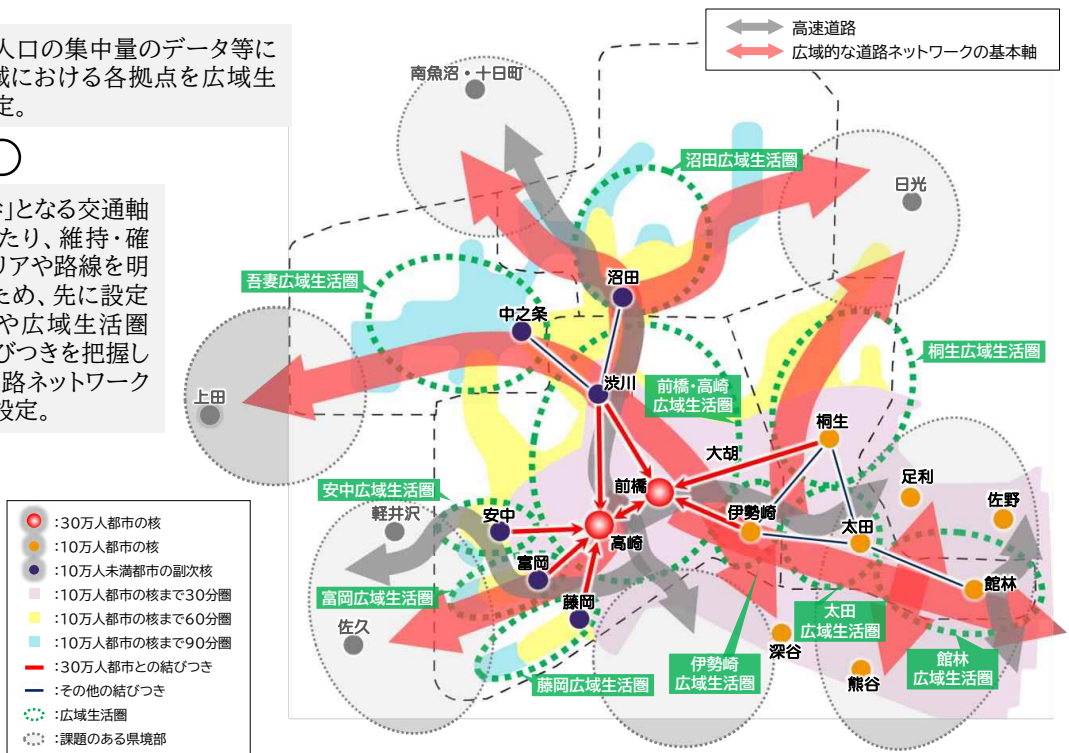 人口の集中量のデータ等に
域における各拠点を広域生
定。
となる交通軸
たり、維持・確
リアや路線を明
ため、先に設定
や広域生活圏
びつきを把握し
路ネットワーク
設定。
高速道路
広域的な道路ネットワークの基本軸
南魚沼・十日町
沼田広域生活圏
日光
吾妻広域生活圏
沼田
中之条
桐生広域生活圏
渋川
前橋・高崎
広域生活圏
上田
桐生
大胡
足利
前橋
安中広域生活圏
佐野
軽井沢
安中
伊勢崎
太田
高崎
富岡
館林
富岡広域生活圏
藤岡
太田
広域生活圏
佐久
深谷
伊勢崎
広域生活圏
館林
広域生活圏
藤岡広域生活圏
熊谷
:30万人都市の核
:10万人都市の核
:10万人未満都市の副次核
:10万人都市の核まで30分圏
:10万人都市の核まで60分圏
:10万人都市の核まで90分圏
:30万人都市との結びつき
:その他の結びつき
:広域生活圏
:課題のある県境部